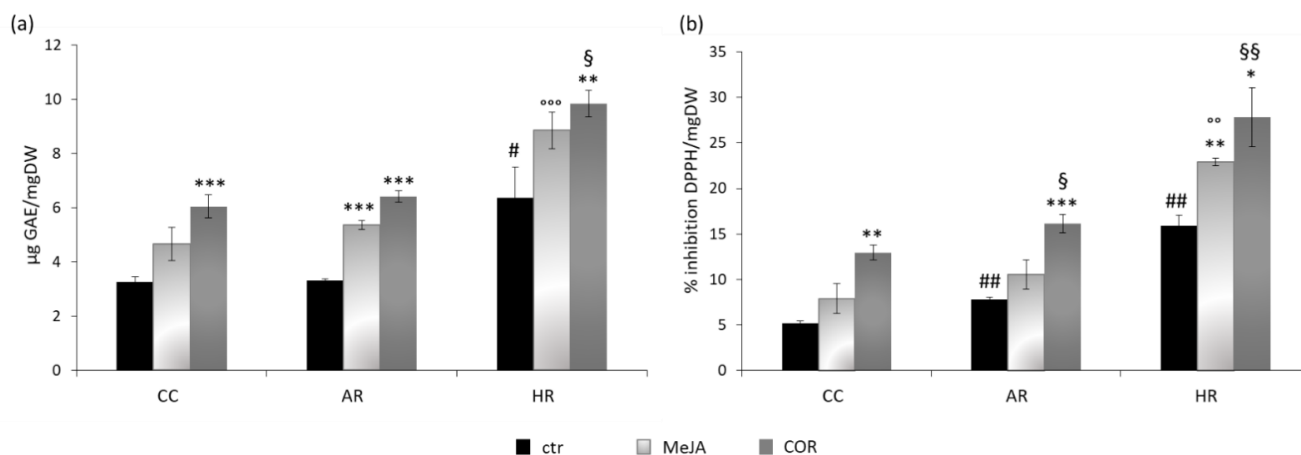 (a)
µg GAE/mgDW
12
10
8
6
4
2
0
***
***
***
#
°°°
§
**
CC
AR
HR
(b)
% inhibition DPPH/mgDW
35
30
25
20
15
10
5
0
**
##
§
***
##
°°
**
§§
*
CC
AR
HR
ctr
MeJA
COR